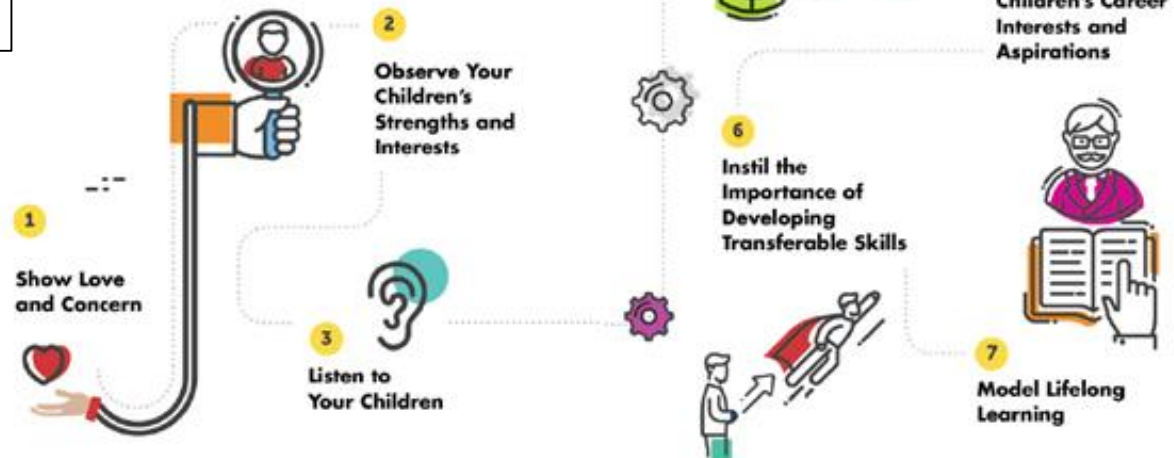 1
Show Love
and Concern
2
Observe Your
Children's
Strengths and
Interests
3
Listen to
Your Children
Children's Career
Interests and
Aspirations
6
Instil the
Importance of
Developing
Transferable Skills
7
Model Lifelong
Learning